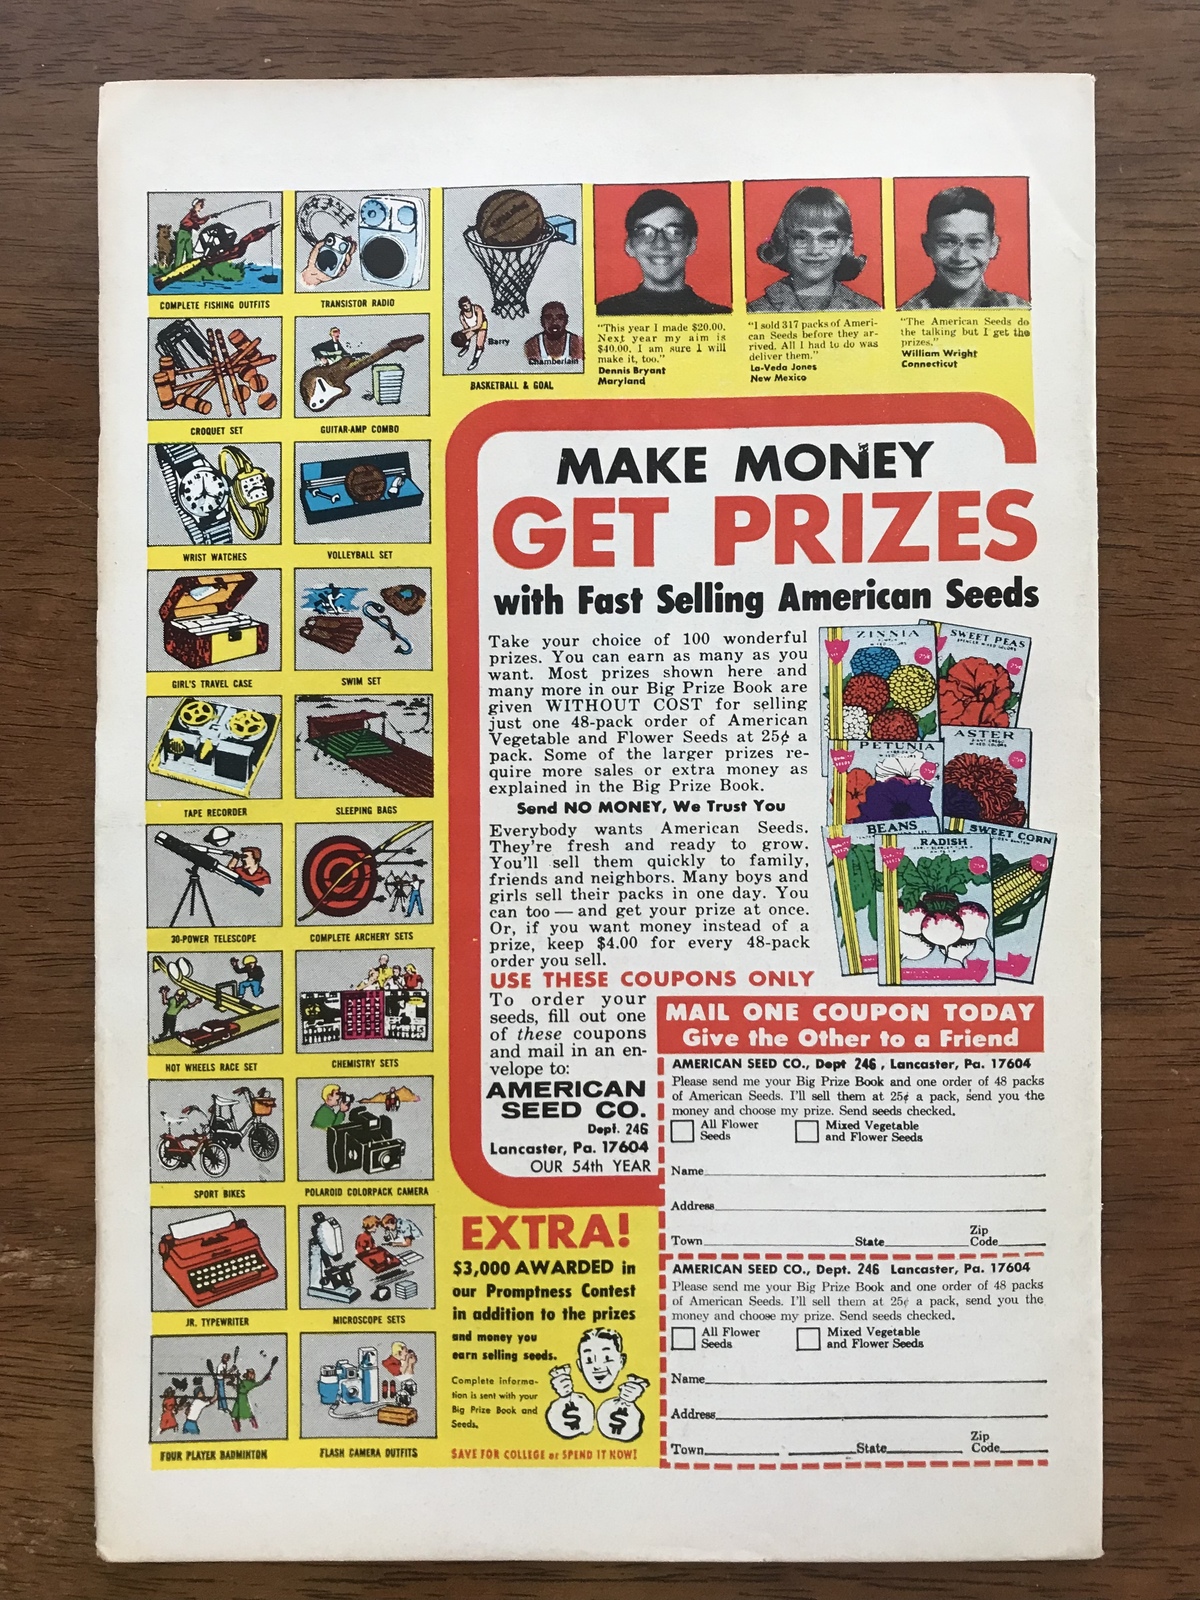 COMPLETE FISHING OUTFITS
TRANSISTOR RADIO
CROQUET SET
GUITAR-AMP COMBO
WRIST WATCHES
VOLLEYBALL SET
GIRL'S TRAVEL CASE
SWIM SET
TAPE RECORDER
SLEEPING BAGS
30-POWER TELESCOPE
COMPLETE ARCHERY SETS
HOT WHEELS RACE SET
CHEMISTRY SETS
SPORT BIKES
POLAROID COLORPACK CAMERA
JR. TYPEWRITER
MICROSCOPE SETS
FOUR PLAYER BADMINTON
FLASH CAMERA OUTFITS
Barry
Chamberlain
BASKETBALL & GOAL
"This year I made $20.00.
Next year my aim is
$40.00. I am sure I will
make it, too."
Dennis Bryant
Maryland
"I sold 317 packs of Ameri-
can Seeds before they ar-
rived. All I had to do was
deliver them."
La-Veda Jones
New Mexico
"The American Seeds do
the talking but I get the
prizes."
William Wright
Connecticut
MAKE MONEY
GET PRIZES
with Fast Selling American Seeds
Take your choice of 100 wonderful
prizes. You can earn as many as you
want. Most prizes shown here and
many more in our Big Prize Book are
given WITHOUT COST for selling
just one 48-pack order of American
Vegetable and Flower Seeds at 25¢ a
pack. Some of the larger prizes re-
quire more sales or extra money as
explained in the Big Prize Book.
Send NO MONEY, We Trust You
Everybody wants American Seeds.
They're fresh and ready to grow.
You'll sell them quickly to family,
friends and neighbors. Many boys and
girls sell their packs in one day. You
can too — and get your prize at once.
Or, if you want money instead of a
prize, keep $4.00 for every 48-pack
order you sell.
ZINNIA
SWEET PEAS
PETUNIA
ASTER
BEANS
RADISH
SWEET CORN
USE THESE COUPONS ONLY
To order your
seeds, fill out one
of these coupons
and mail in an en-
velope to:
AMERICAN
SEED CO.
Dept. 246
Lancaster, Pa. 17604
OUR 54th YEAR
MAIL ONE COUPON TODAY
Give the Other to a Friend
AMERICAN SEED CO., Dept 246, Lancaster, Pa. 17604
Please send me your Big Prize Book and one order of 48 packs
of American Seeds. I'll sell them at 25¢ a pack, send you the
money and choose my prize. Send seeds checked.
All Flower
Seeds
Mixed Vegetable
and Flower Seeds
Name
Address
Town State Zip Code
AMERICAN SEED CO., Dept. 246 Lancaster, Pa. 17604
Please send me your Big Prize Book and one order of 48 packs
of American Seeds. I'll sell them at 25¢ a pack, send you the
money and choose my prize. Send seeds checked.
All Flower
Seeds
Mixed Vegetable
and Flower Seeds
Name
Address
Town State Zip Code
EXTRA!
$3,000 AWARDED in
our Promptness Contest
in addition to the prizes
and money you
earn selling seeds.
Complete informa-
tion is sent with your
Big Prize Book and
Seeds.
$ $
SAVE FOR COLLEGE or SPEND IT NOW!